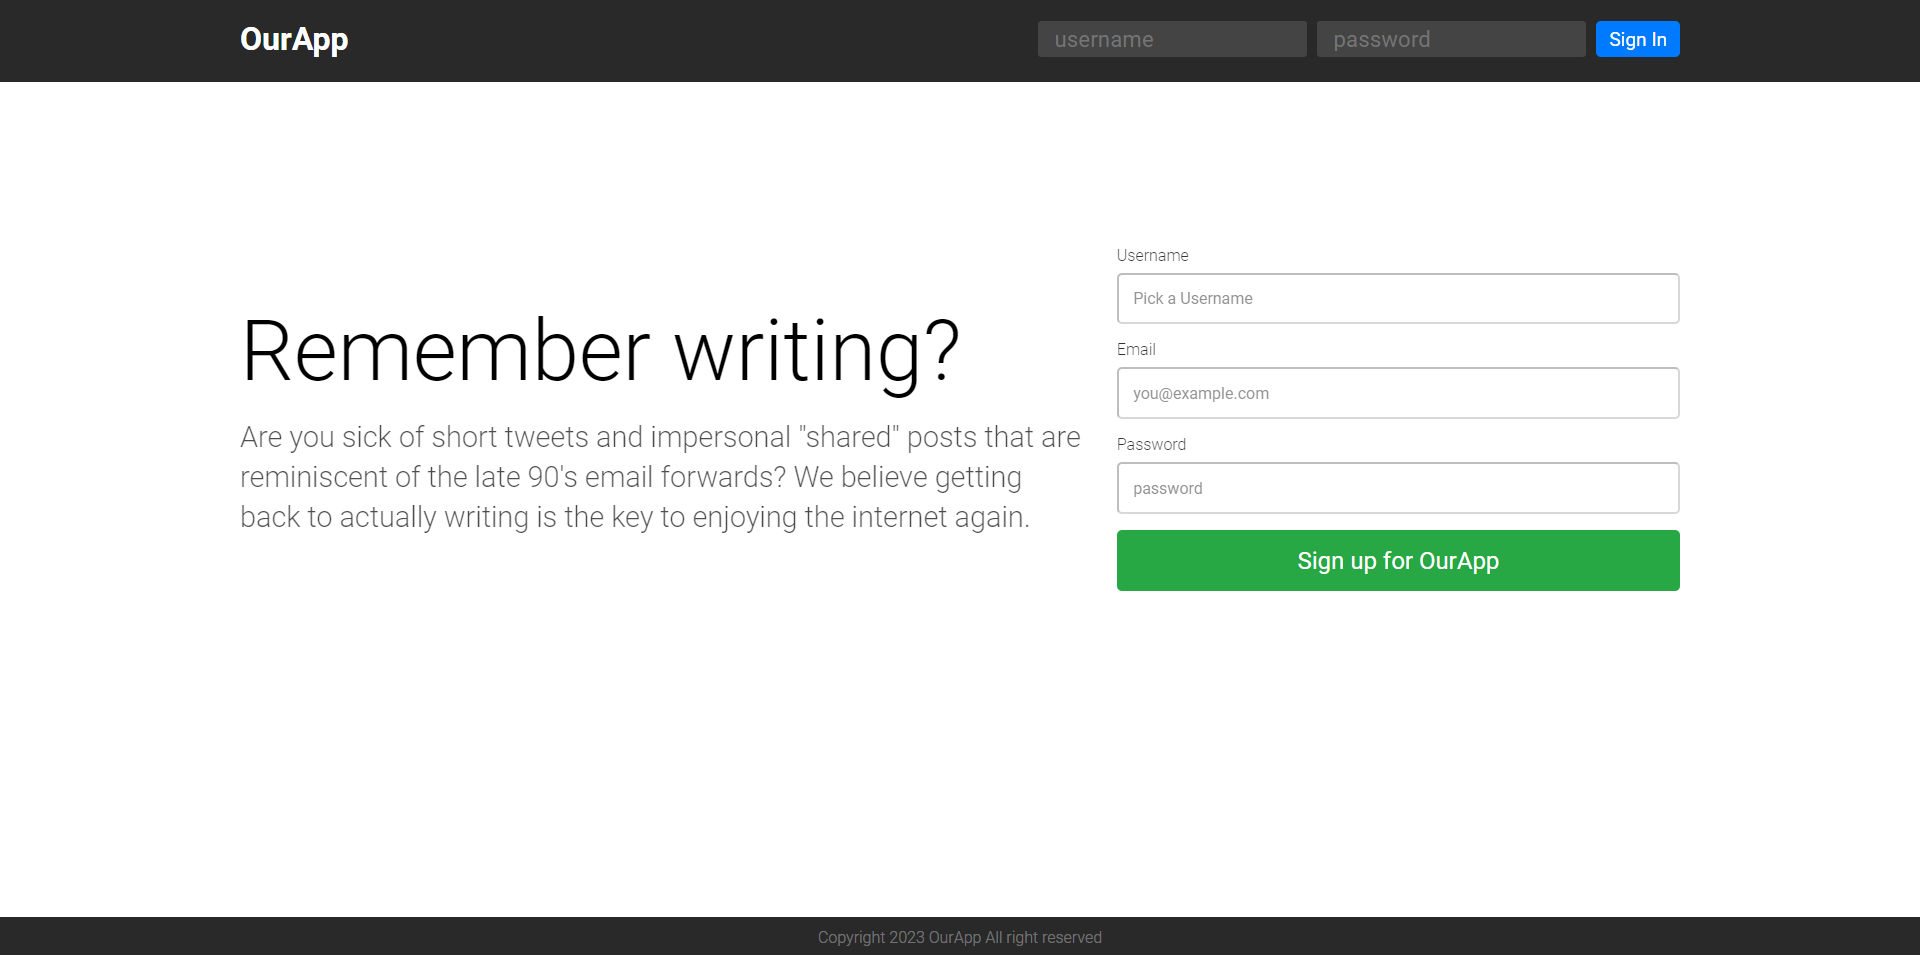 OurApp
username
password
Sign In
Remember writing?
Are you sick of short tweets and impersonal "shared" posts that are
reminiscent of the late 90's email forwards? We believe getting
back to actually writing is the key to enjoying the internet again.
Username
Pick a Username
Email
you@example.com
Password
password
Sign up for OurApp
Copyright 2023 OurApp All right reserved